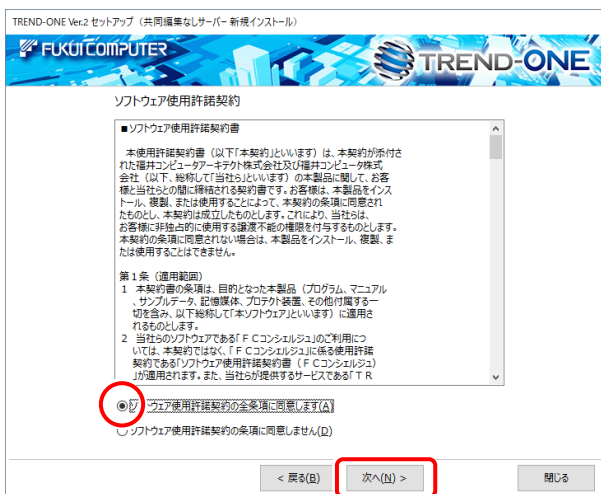 TREND-ONE Ver.2 セットアップ（共同編集なしサーバー 新規インストール）
FUKUI COMPUTER
TREND-ONE
ソフトウェア使用許諾契約
■ソフトウェア使用許諾契約書
本使用許諾契約書（以下「本契約」といいます）は、本契約が添付さ
れた福井コンピュータアーキテクト株式会社及び福井コンピュータ株式
会社（以下、総称して「当社ら」といいます）の本製品に関して、お客
様と当社らとの間に締結される契約書です。お客様は、本製品をインス
トール、複製、または使用することによって、本契約の条項に同意され
たものとし、本契約は成立したものとします。これにより、当社らは、
お客様に非独占的に使用する譲渡不能の権限を付与するものとします。
本契約の条項に同意されない場合は、本製品をインストール、複製、ま
たは使用することはできません。
第１条（適用範囲）
１ 本契約書の条項は、目的となった本製品（プログラム、マニュアル
、サンプルデータ、記憶媒体、プロテクト装置、その他付属する一
切を含み、以下総称して「本ソフトウェア」といいます）に適用さ
れるものとします。
２ 当社らのソフトウェアである「ＦＣコンシェルジュ」のご利用につ
いては、本契約ではなく、「ＦＣコンシェルジュ」に係る使用許諾
契約である「ソフトウェア使用許諾契約書（ＦＣコンシェルジュ）
」が適用されます。また、当社らが提供するサービスである「ＴＲ
ソフトウェア使用許諾契約の全条項に同意します(A)
ソフトウェア使用許諾契約の条項に同意しません(D)
< 戻る(B) 次へ(N) > 閉じる